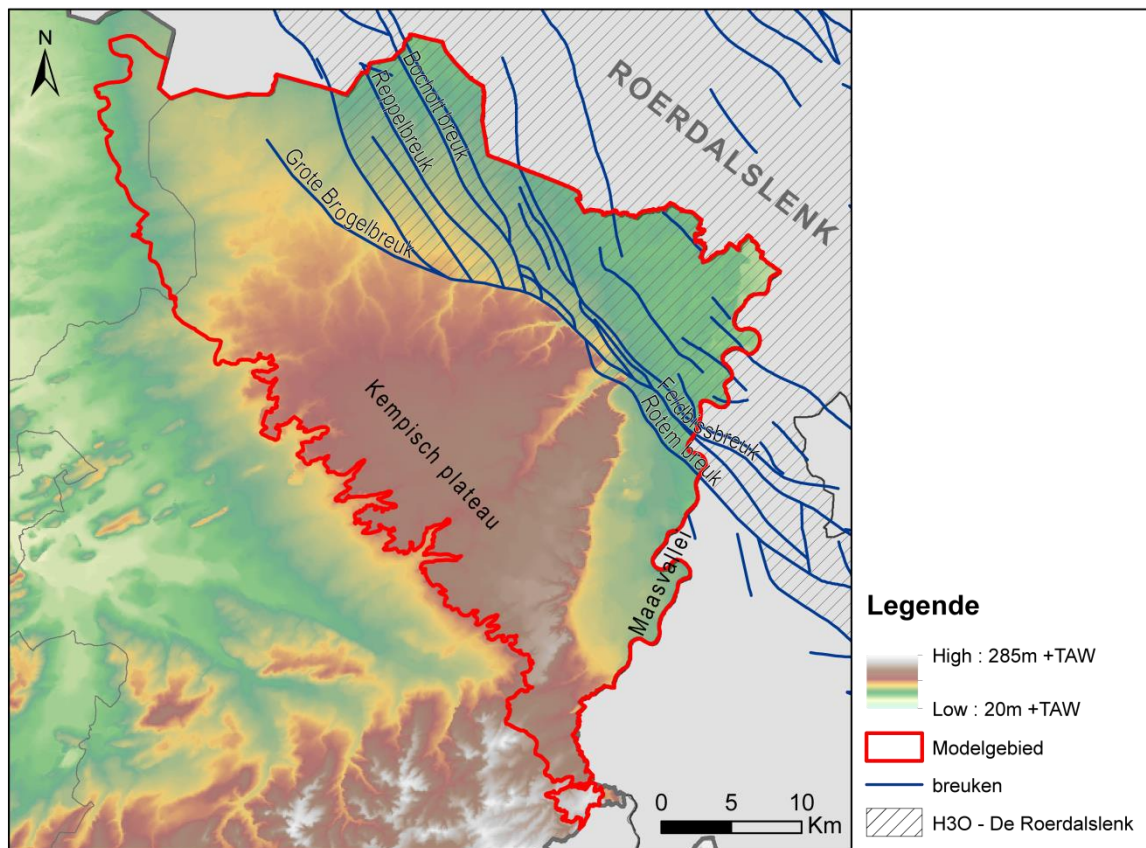 N
ROERDALSLENK
Bocholt breuk
Reppelbreuk
Grote Brogelbreuk
Feldbissbreuk
Rotem breuk
Kempisch plateau
Maasvallei
Legende
High : 285m +TAW
Low : 20m +TAW
Modelgebied
breuken
H3O - De Roerdalslenk
0 5 10
Km